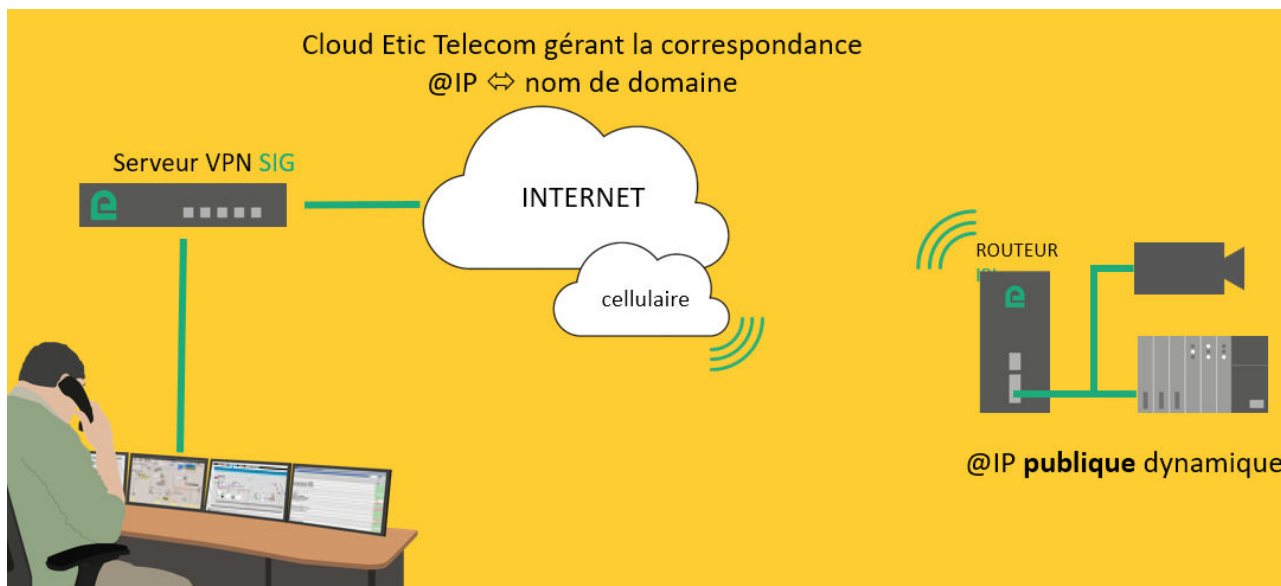 Cloud Etic Telecom gérant la correspondance
@IP ⇔ nom de domaine
Serveur VPN SIG
INTERNET
cellulaire
ROUTEUR
@IP publique dynamique